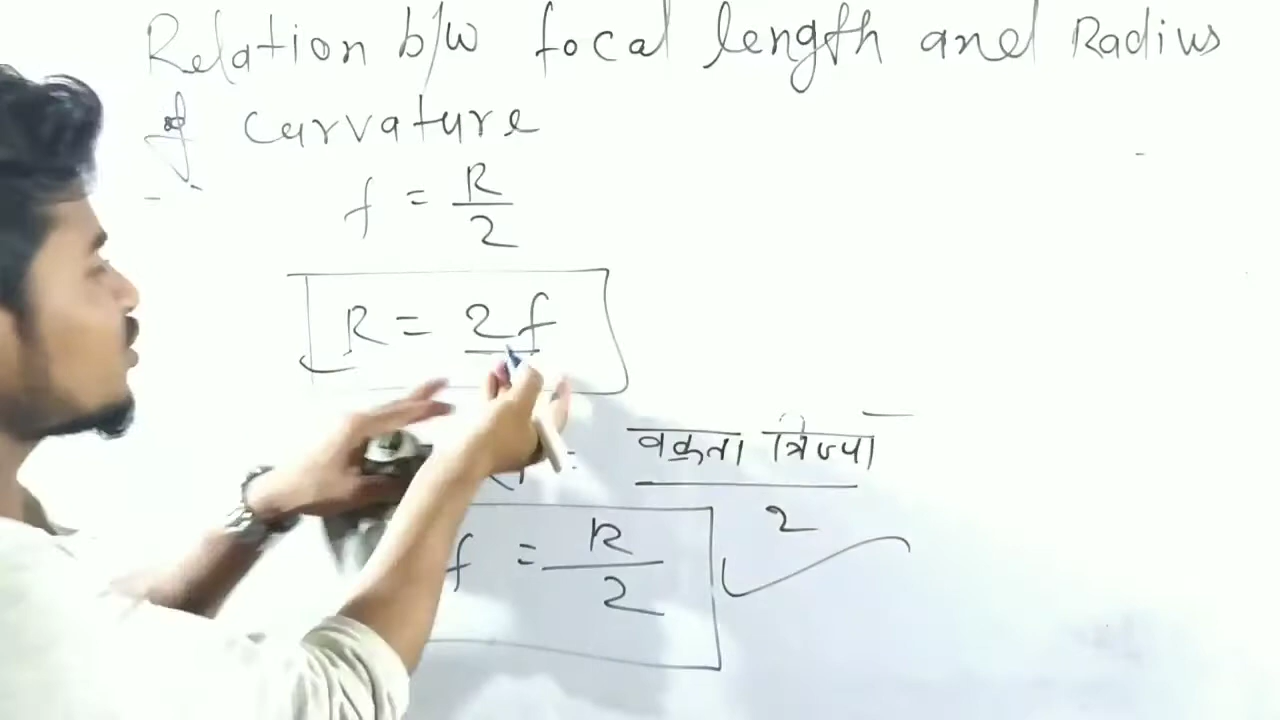 Relation b/w focal length and Radius
of curvature
f = R/2
R = 2f
= वक्रता त्रिज्या / 2
f = R/2